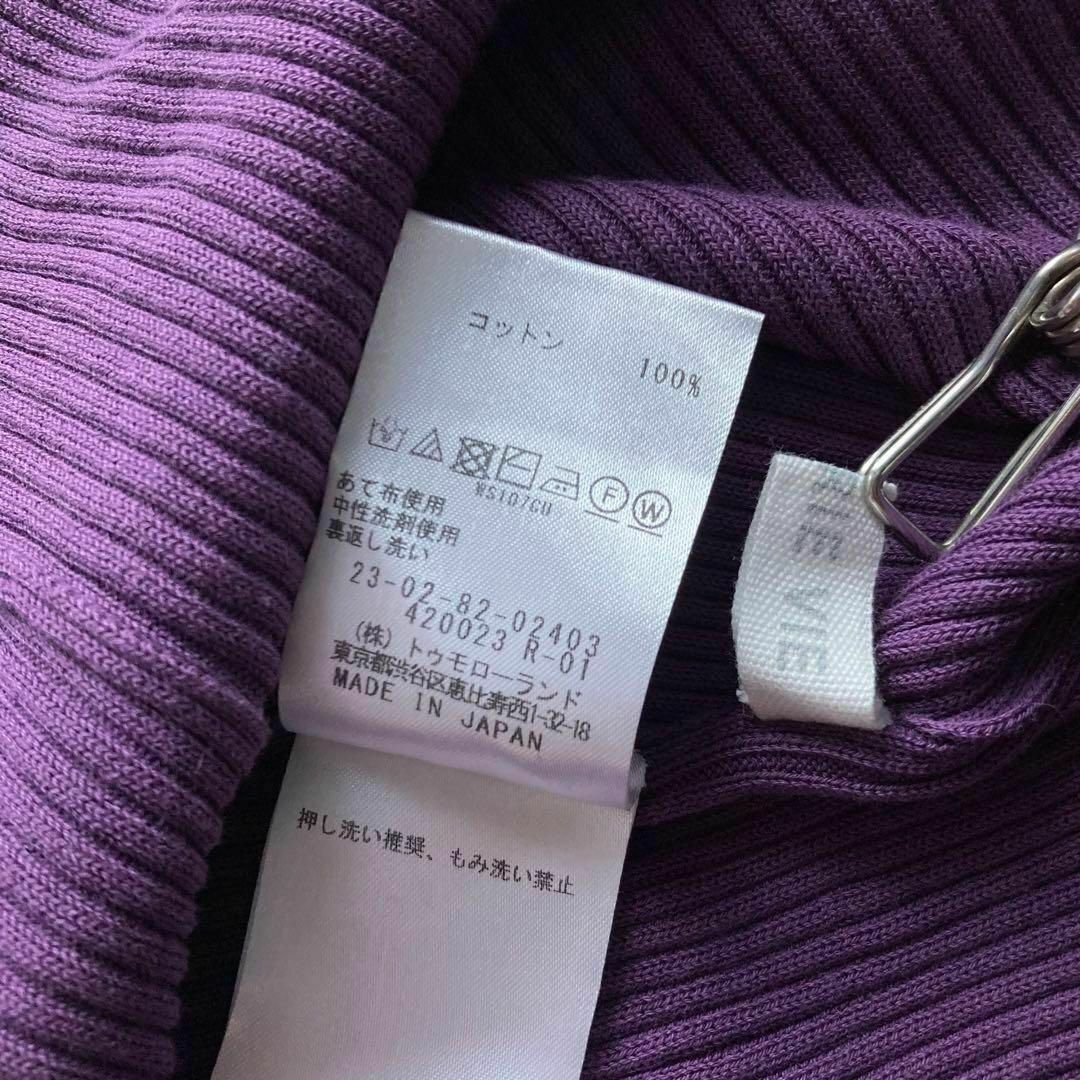 コットン 100%
F W
あて布使用
中性洗剤使用
裏返し洗い
23-02-82-02403
420023 R-01
(株)トゥモローランド
東京都渋谷区恵比寿西1-32-18
MADE IN JAPAN
押し洗い推奨、もみ洗い禁止
VIE